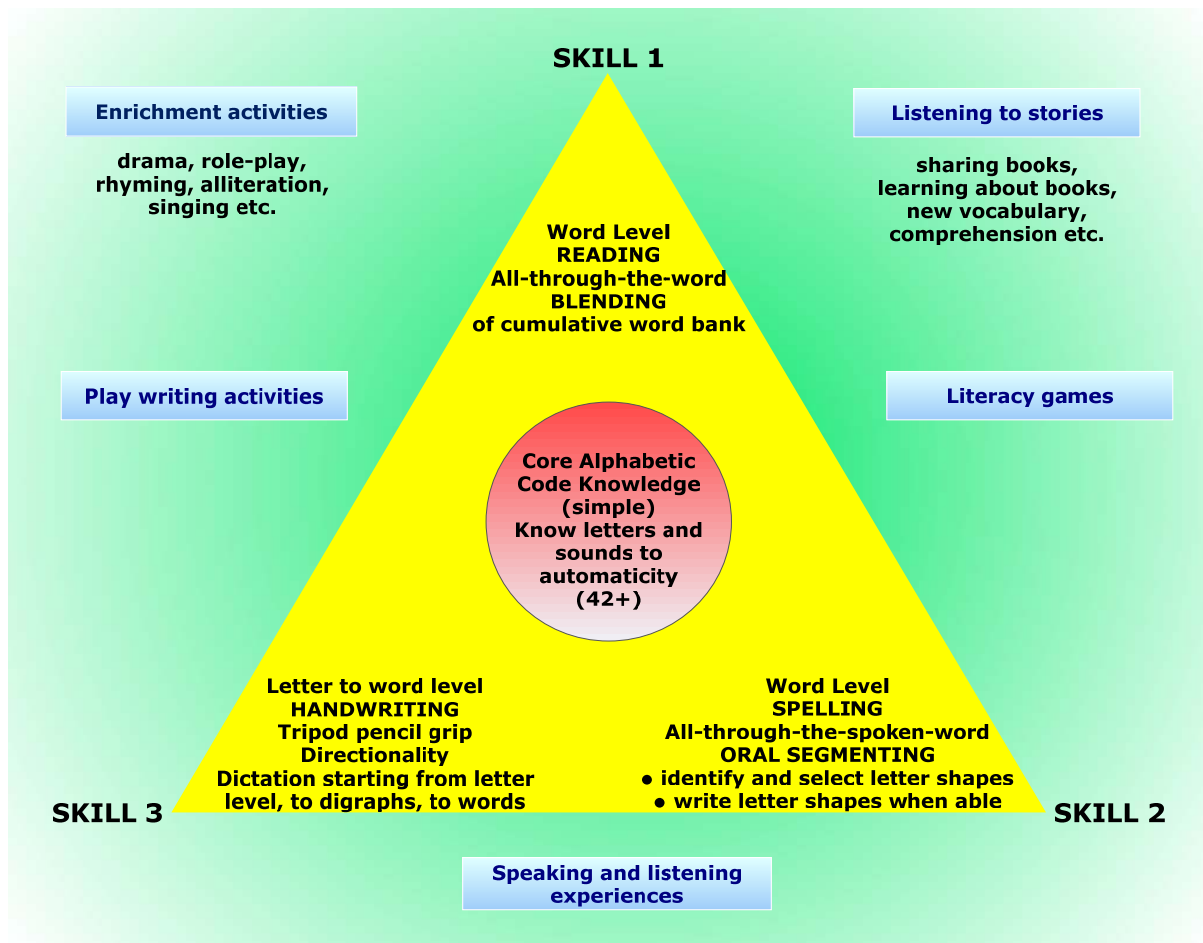 SKILL 1
Enrichment activities
drama, role-play,
rhyming, alliteration,
singing etc.
Listening to stories
sharing books,
learning about books,
new vocabulary,
comprehension etc.
Word Level
READING
All-through-the-word
BLENDING
of cumulative word bank
Play writing activities
Literacy games
Core Alphabetic
Code Knowledge
(simple)
Know letters and
sounds to
automaticity
(42+)
Letter to word level
HANDWRITING
Tripod pencil grip
Directionality
Dictation starting from letter
level, to digraphs, to words
Word Level
SPELLING
All-through-the-spoken-word
ORAL SEGMENTING
● identify and select letter shapes
● write letter shapes when able
SKILL 3
SKILL 2
Speaking and listening
experiences